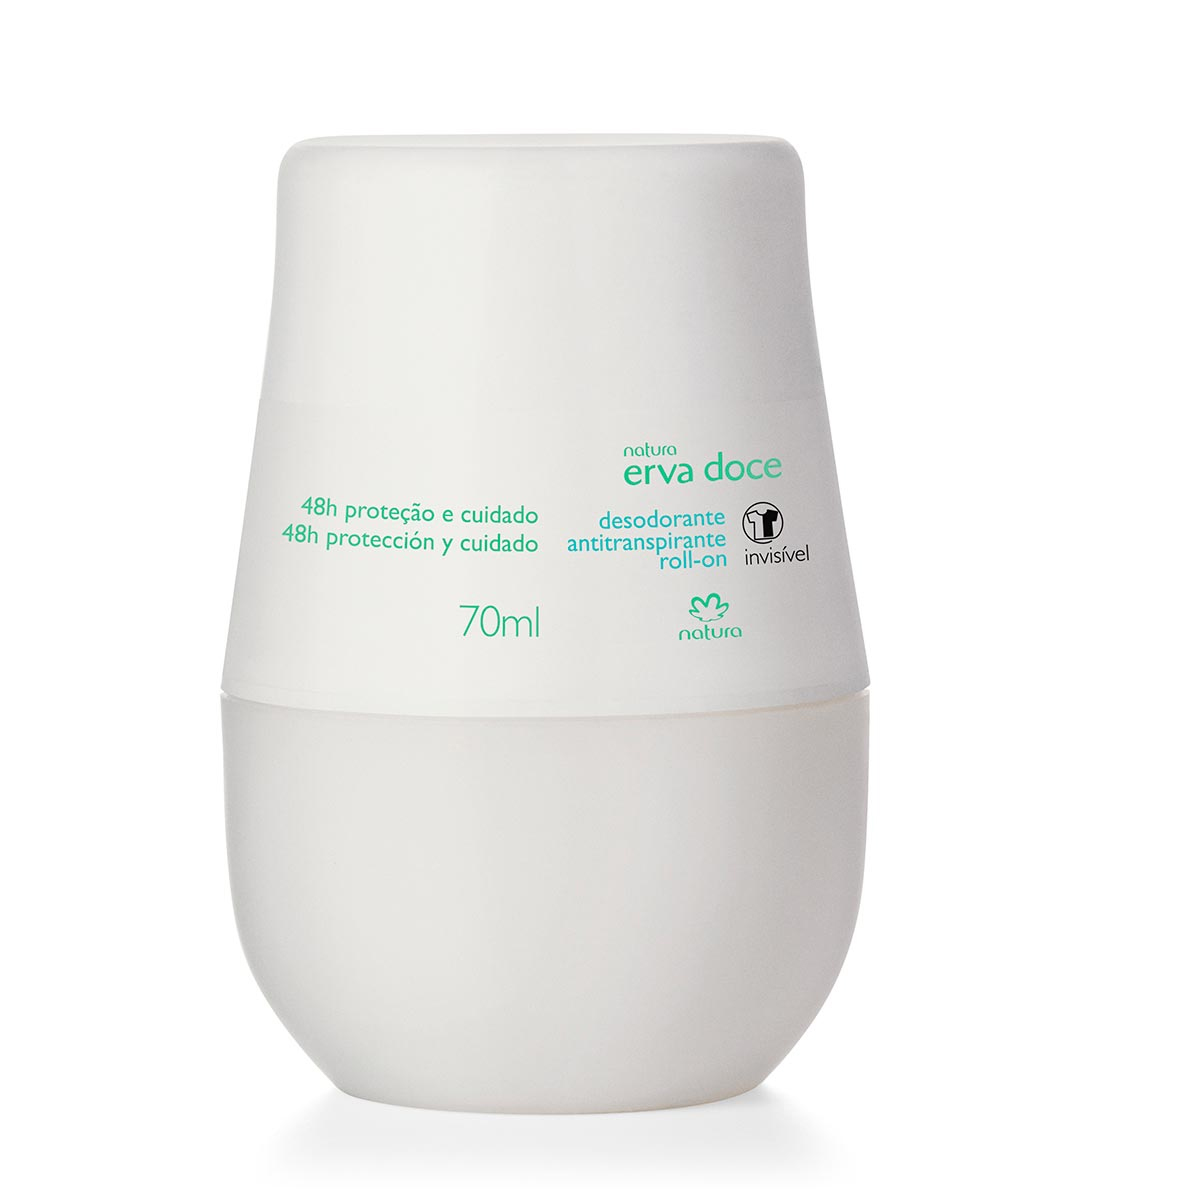 natura
erva doce
48h proteção e cuidado
48h protección y cuidado
desodorante
antitranspirante
roll-on
invisível
70ml
natura